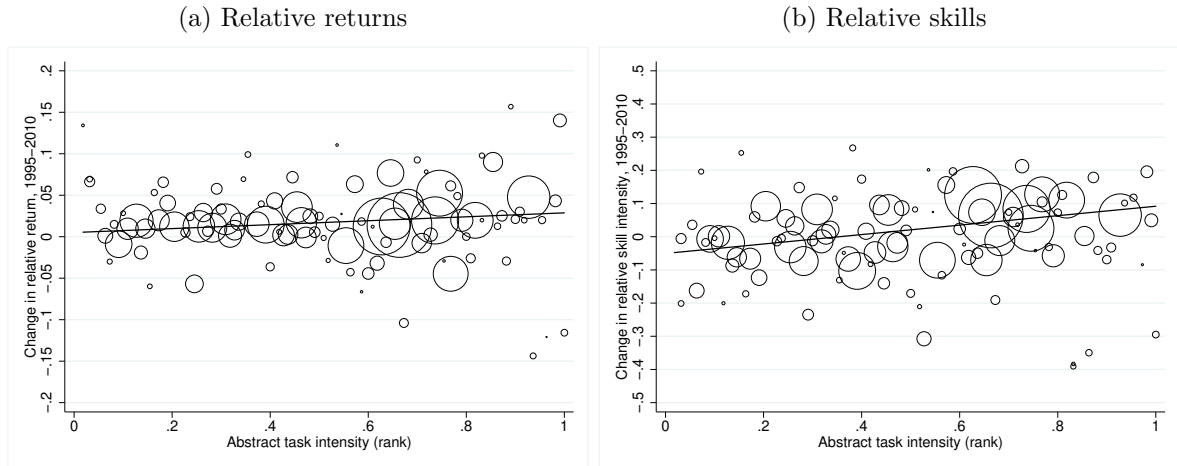 (a) Relative returns
(b) Relative skills
Change in relative return, 1995–2010
.2
.15
.1
.05
0
-.05
-.1
-.15
-.2
0 .2 .4 .6 .8 1
Abstract task intensity (rank)
Change in relative skill intensity, 1995–2010
.5
.4
.3
.2
.1
0
-.1
-.2
-.3
-.4
-.5
0 .2 .4 .6 .8 1
Abstract task intensity (rank)